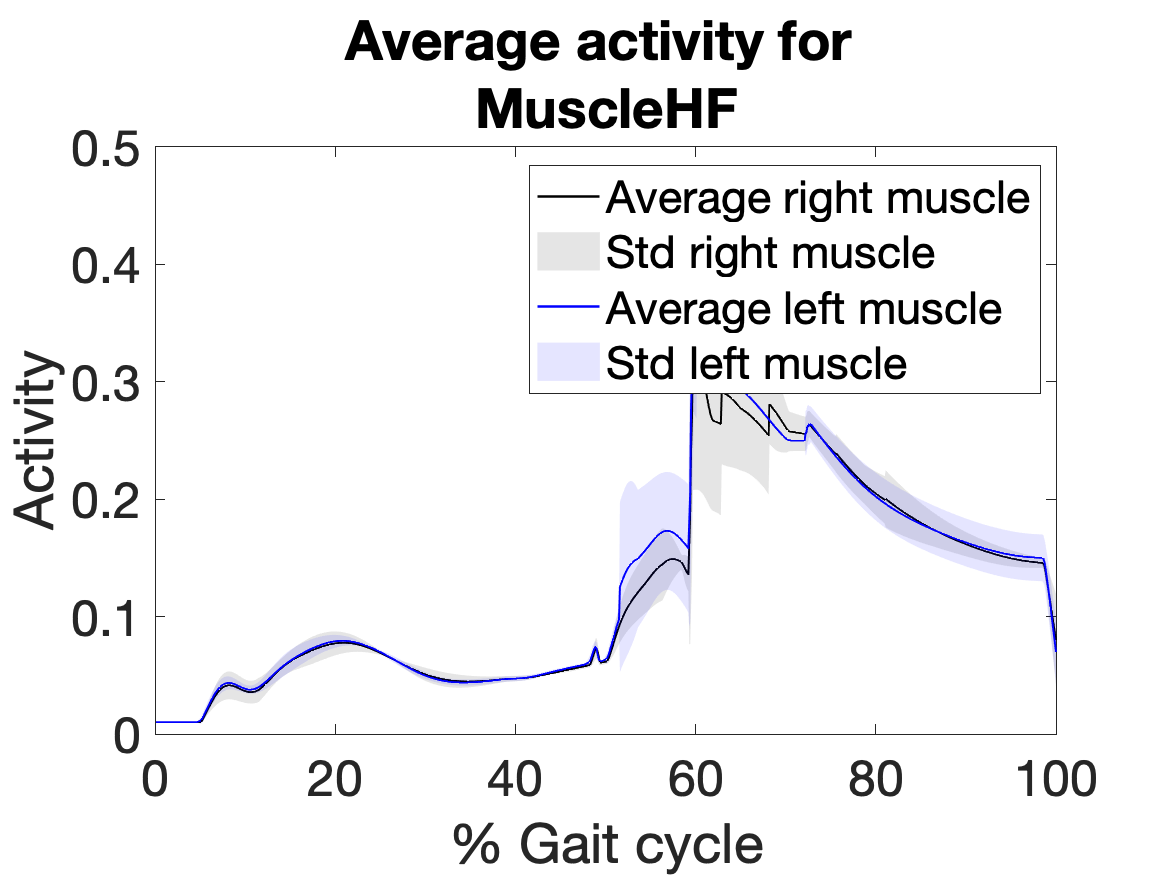 Average activity for
MuscleHF
0.5
0.4
0.3
0.2
0.1
0
Activity
Average right muscle
Std right muscle
Average left muscle
Std left muscle
0 20 40 60 80 100
% Gait cycle